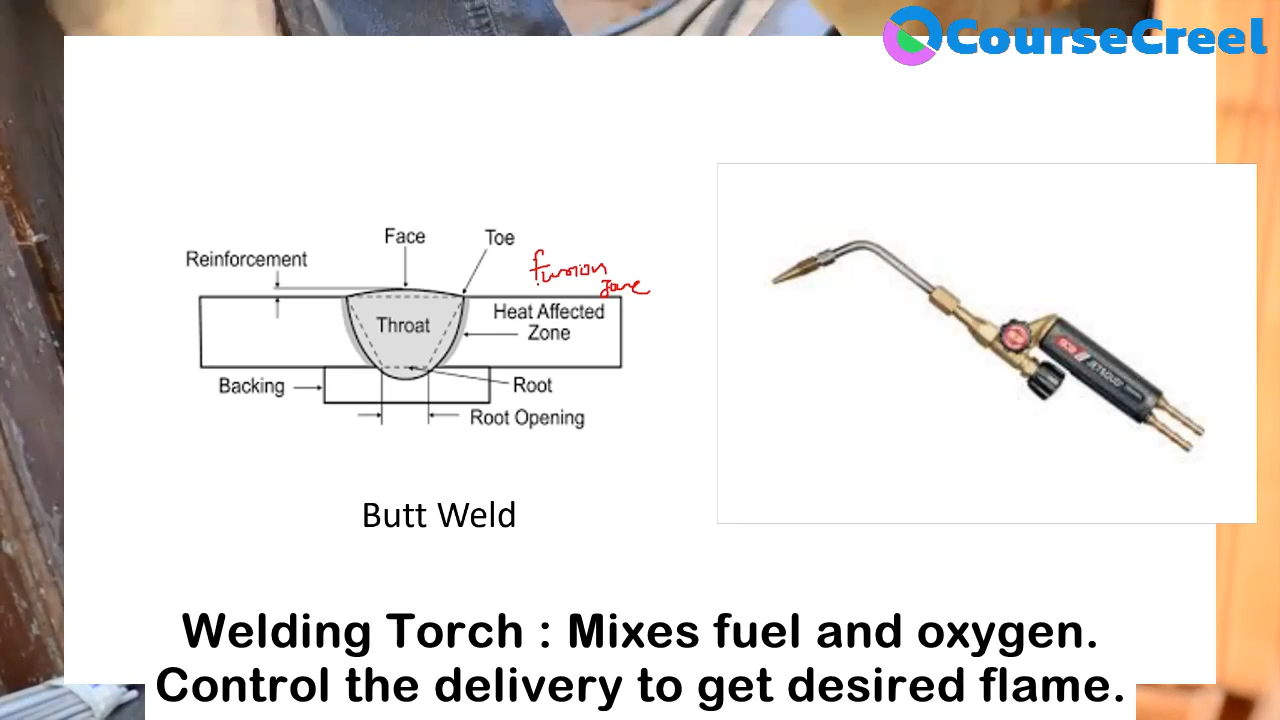 CourseCreel
Face
Toe
Reinforcement
fusion
zone
Throat
Heat Affected
Zone
Backing
Root
Root Opening
Butt Weld
Welding Torch : Mixes fuel and oxygen.
Control the delivery to get desired flame.